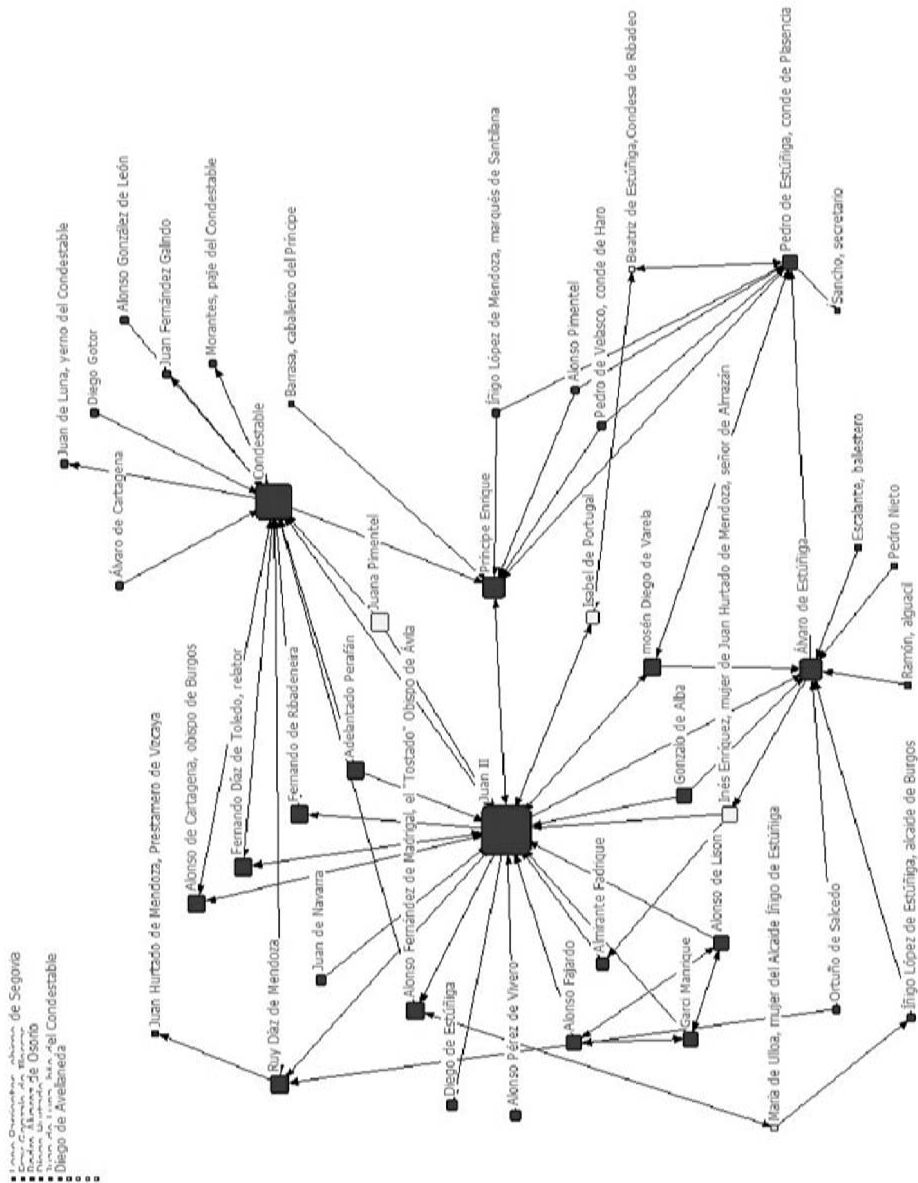 de Segovia
de Osorio
del Condestable
Diego de Avellaneda
Juan Hurtado de Mendoza, Prestamero de Vizcaya
Ruy Díaz de Mendoza
Alonso de Cartagena, obispo de Burgos
Fernando Díaz de Toledo, relator
Fernando de Ribadeneira
Adelantado Perafán
Juan de Navarra
Alonso Fernández de Madrigal, el "Tostado" Obispo de Ávila
Diego de Estúñiga
Alonso Pérez de Vivero
Alonso Fajardo
Almirante Fadrique
Garci Manrique
Alonso de Lison
María de Ulloa, mujer del Alcaide Íñigo de Estúñiga
Ortuño de Salcedo
Íñigo López de Estúñiga, alcaide de Burgos
Juan II
Gonzalo de Alba
Inés Enríquez, mujer de Juan Hurtado de Mendoza, señor de Almazán
mosén Diego de Varela
Álvaro de Estúñiga
Ramón, alguacil
Pedro Nieto
Escalante, ballestero
Isabel de Portugal
Príncipe Enrique
Juana Pimentel
Condestable
Álvaro de Cartagena
Juan de Luna, yerno del Condestable
Diego Gotor
Alonso González de León
Juan Fernández Galindo
Morantes, paje del Condestable
Barrasa, caballerizo del Príncipe
Íñigo López de Mendoza, marqués de Santillana
Alonso Pimentel
Pedro de Velasco, conde de Haro
Beatriz de Estúñiga,Condesa de Ribadeo
Pedro de Estúñiga, conde de Plasencia
Sancho, secretario